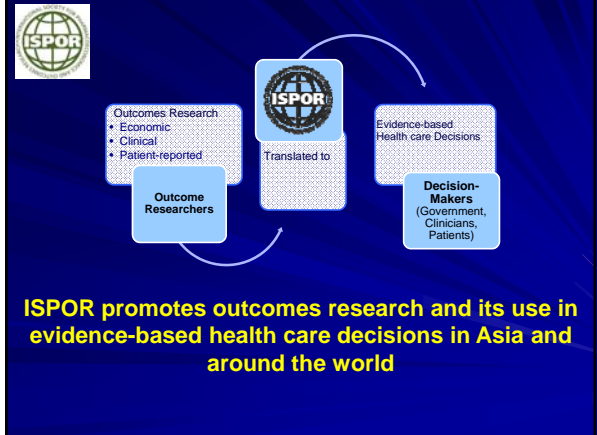 ISPOR
ISPOR
Outcomes Research
• Economic
• Clinical
• Patient-reported
Outcome
Researchers
Translated to
Evidence-based
Health care Decisions
Decision-
Makers
(Government,
Clinicians,
Patients)
ISPOR promotes outcomes research and its use in
evidence-based health care decisions in Asia and
around the world